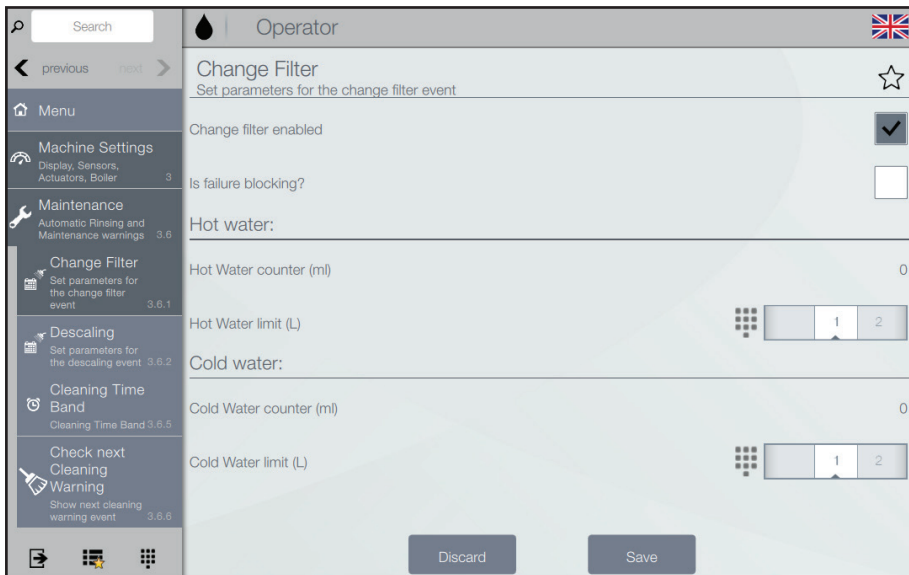 Search
previous
next
Menu
Machine Settings
Display, Sensors,
Actuators, Boiler 3
Maintenance
Automatic Rinsing and
Maintenance warnings 3.6
Change Filter
Set parameters for
the change filter
event 3.6.1
Descaling
Set parameters for
the descaling event 3.6.2
Cleaning Time
Band
Cleaning Time Band 3.6.5
Check next
Cleaning
Warning
Show next cleaning
warning event 3.6.6
Operator
Change Filter
Set parameters for the change filter event
Change filter enabled
Is failure blocking?
Hot water:
Hot Water counter (ml) 0
Hot Water limit (L) 1 2
Cold water:
Cold Water counter (ml) 0
Cold Water limit (L) 1 2
Discard Save